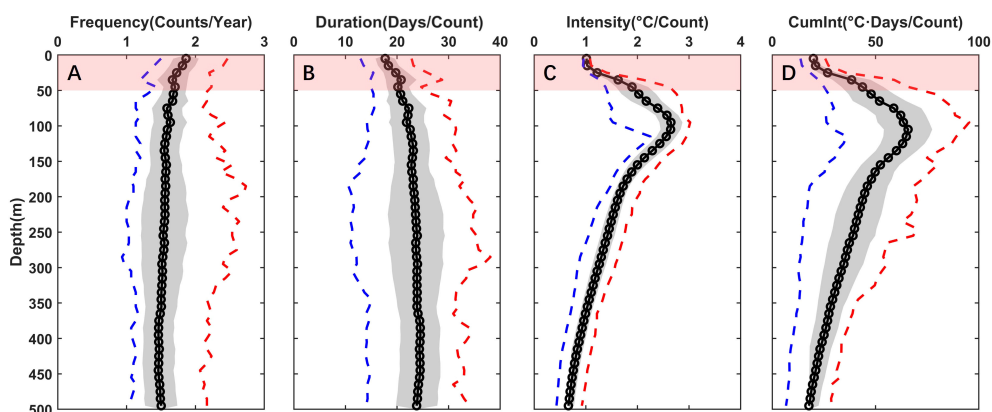 Frequency(Counts/Year) Duration(Days/Count) Intensity(°C/Count) CumInt(°C·Days/Count)
0 1 2 3 0 10 20 30 40 0 1 2 3 4 0 50 100
0
A B C D
50
100
150
200
Depth(m)
250
300
350
400
450
500